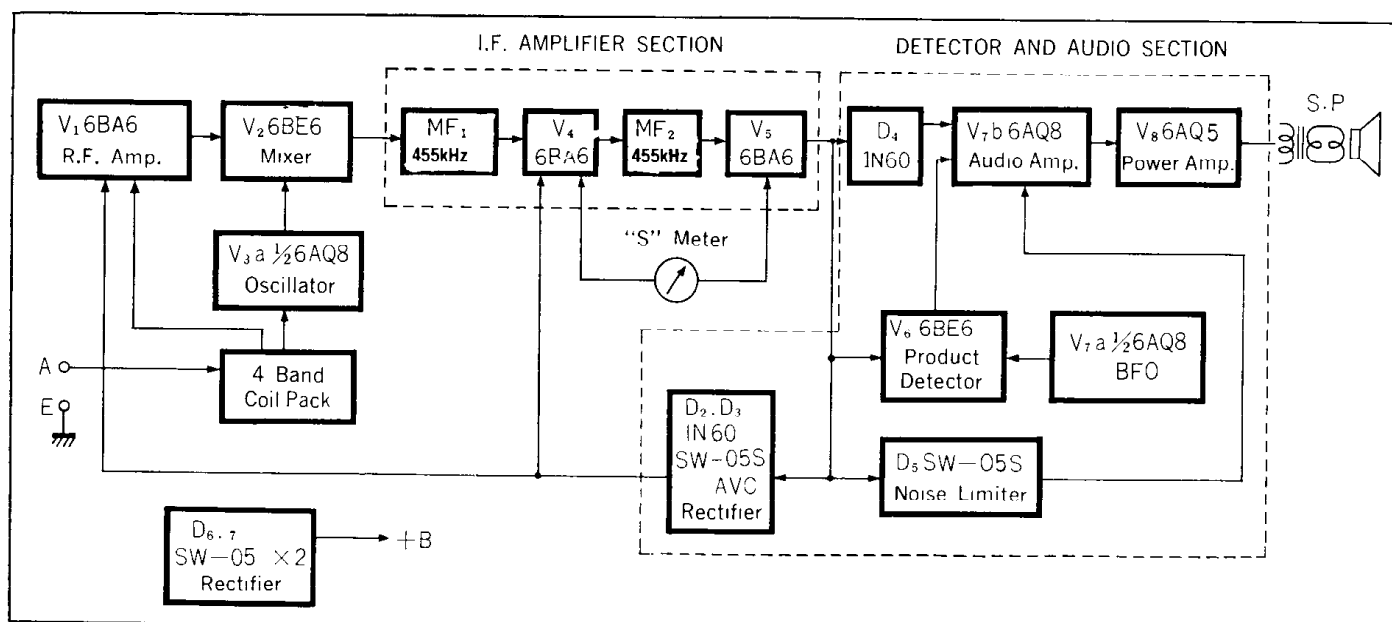 I.F. AMPLIFIER SECTION
DETECTOR AND AUDIO SECTION
V₁ 6BA6
R.F. Amp.
V₂ 6BE6
Mixer
MF₁
455kHz
V₄
6BA6
MF₂
455kHz
V₅
6BA6
D₄
1N60
V₇b 6AQ8
Audio Amp.
V₈ 6AQ5
Power Amp.
S.P
V₃a ½6AQ8
Oscillator
"S" Meter
A
E
4 Band
Coil Pack
V₆ 6BE6
Product
Detector
V₇a ½6AQ8
BFO
D₂.D₃
1N60
SW-05S
AVC
Rectifier
D₅ SW-05S
Noise Limiter
D₆.₇
SW-05 ×2
Rectifier
+B